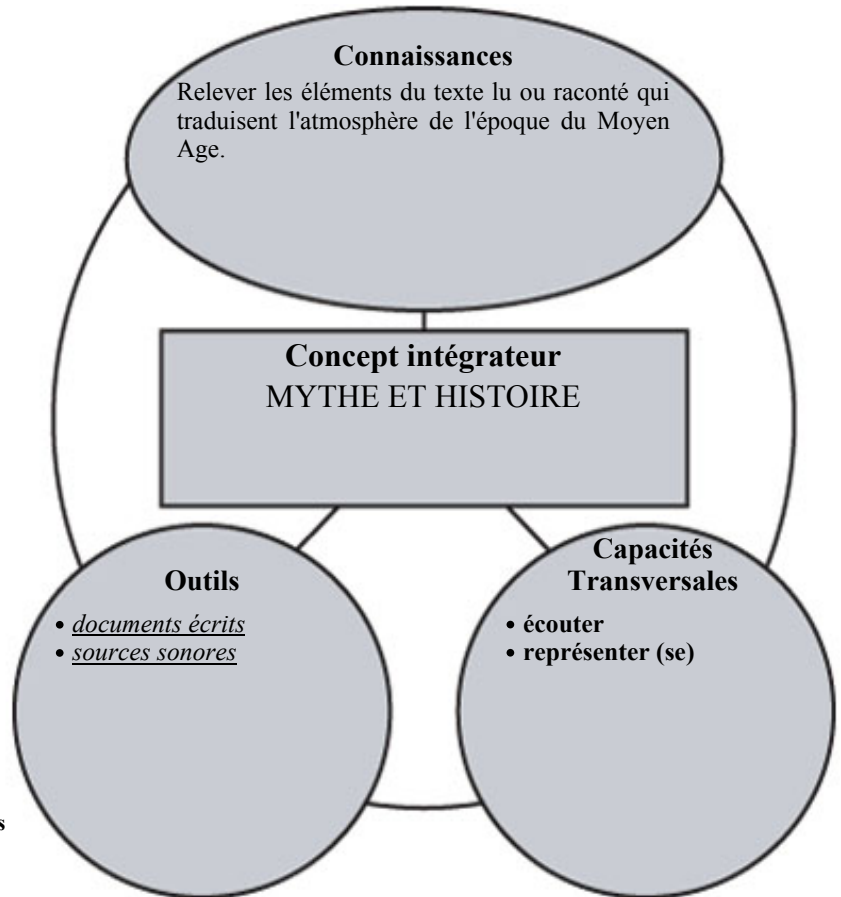 Connaissances
Relever les éléments du texte lu ou raconté qui
traduisent l'atmosphère de l'époque du Moyen
Age.
Concept intégrateur
MYTHE ET HISTOIRE
Outils
• documents écrits
• sources sonores
Capacités
Transversales
• écouter
• représenter (se)
s